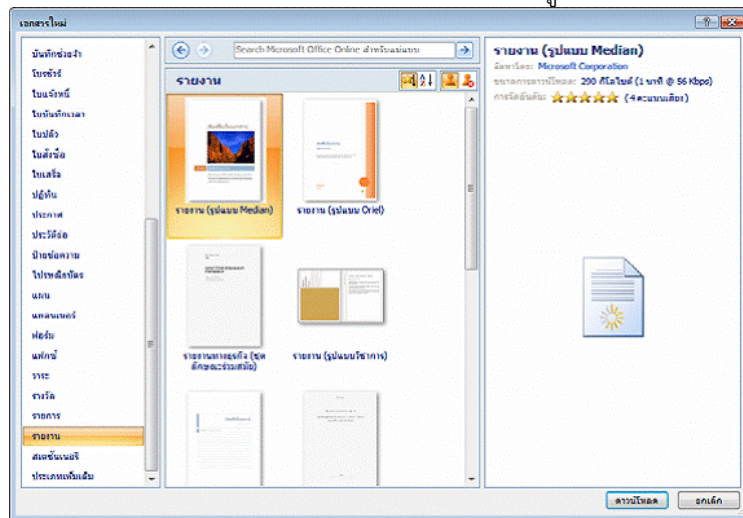 เอกสารใหม่
บันทึกช่วยจำ
โบรชัวร์
ใบแจ้งหนี้
ใบบันทึกเวลา
ใบปลิว
ใบสั่งซื้อ
ใบเสร็จ
ปฏิทิน
ประกาศ
ประวัติย่อ
ป้ายข้อความ
ไปรษณียบัตร
แผน
แพลนเนอร์
ฟอร์ม
แฟกซ์
วาระ
รางวัล
รายการ
รายงาน
สเตชันเนอรี
ประเภทเพิ่มเติม
Search Microsoft Office Online สำหรับแม่แบบ
รายงาน
รายงาน (รูปแบบ Median)
รายงาน (รูปแบบ Oriel)
รายงานทางธุรกิจ (ชุด
ลักษณะร่วมสมัย)
รายงาน (รูปแบบวิชาการ)
รายงาน (รูปแบบ Median)
จัดหาโดย: Microsoft Corporation
ขนาดการดาวน์โหลด: 290 กิโลไบต์ (1 นาที @ 56 Kbps)
การจัดอันดับ: (4 คะแนนเสียง)
ดาวน์โหลด
ยกเลิก